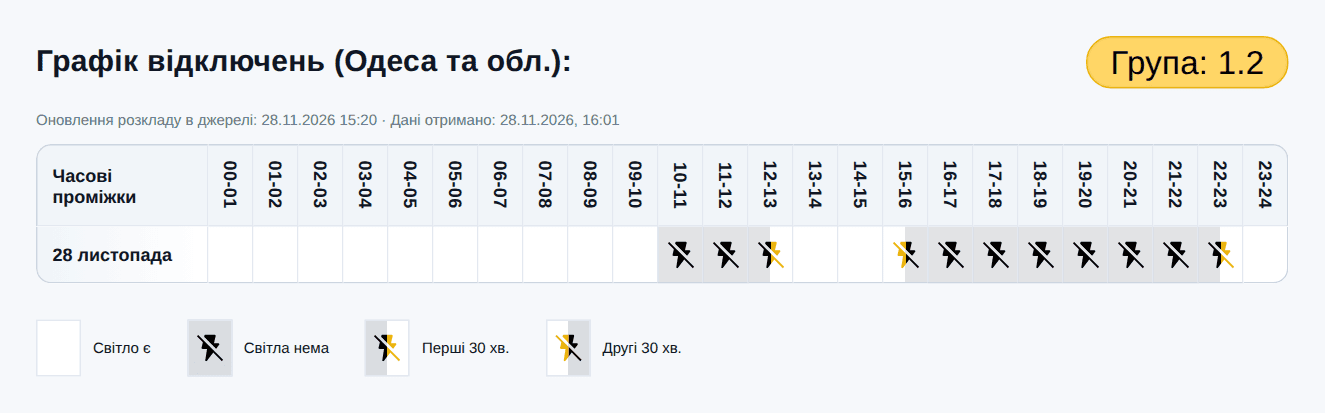 Графік відключень (Одеса та обл.):
Група: 1.2
Оновлення розкладу в джерелі: 28.11.2026 15:20 · Дані отримано: 28.11.2026, 16:01
Часові
проміжки
00-01
01-02
02-03
03-04
04-05
05-06
06-07
07-08
08-09
09-10
10-11
11-12
12-13
13-14
14-15
15-16
16-17
17-18
18-19
19-20
20-21
21-22
22-23
23-24
28 листопада
Світло є
Світла нема
Перші 30 хв.
Другі 30 хв.